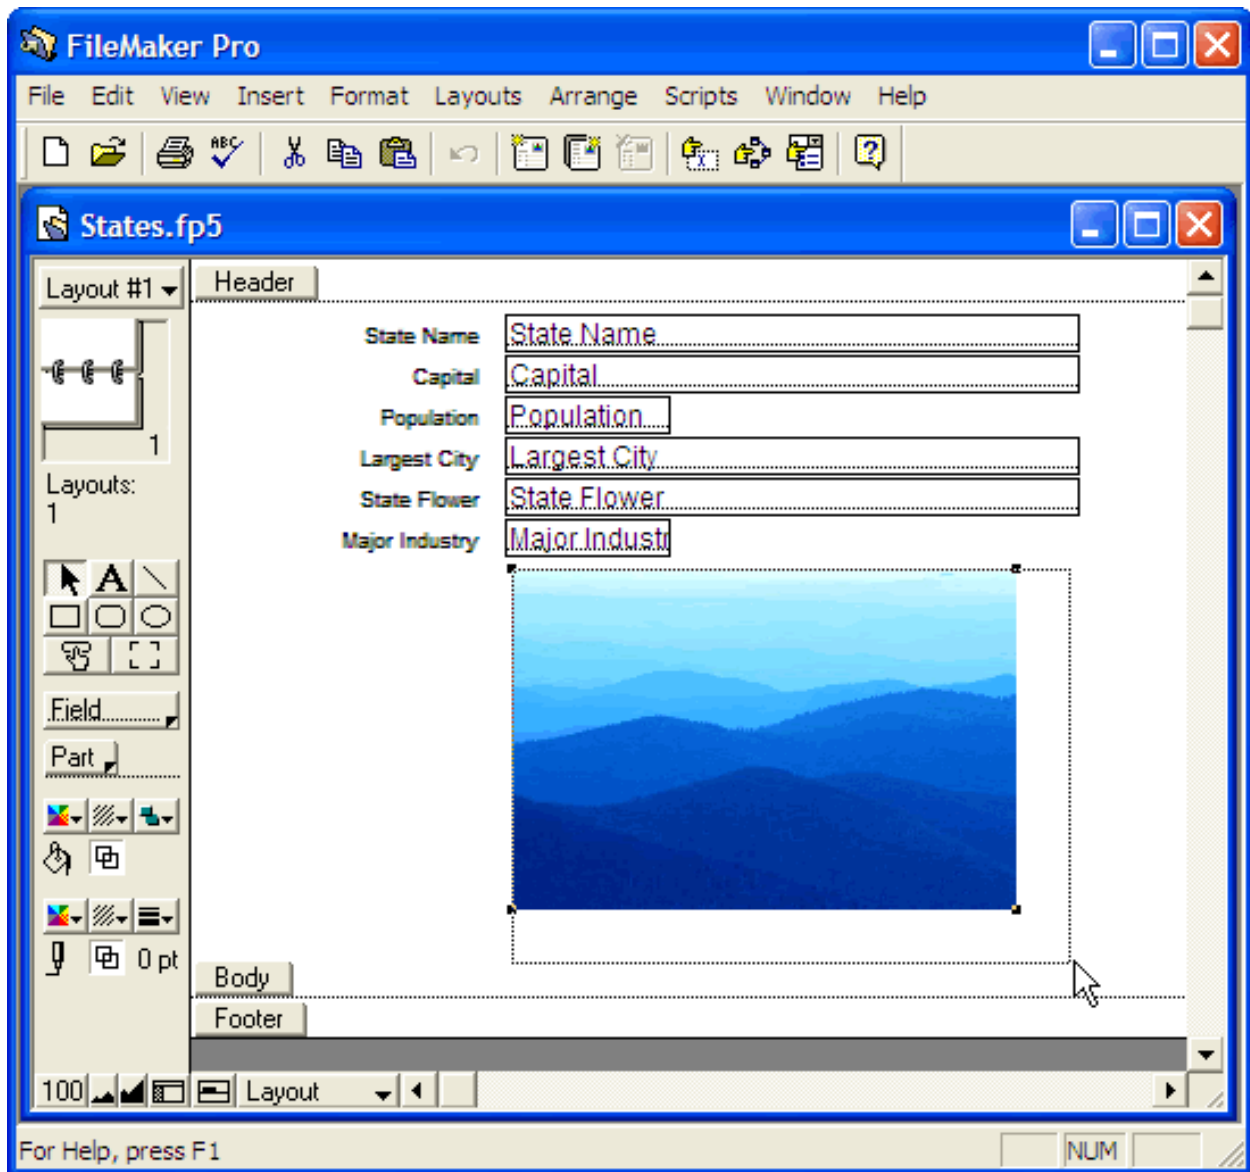 FileMaker Pro
File Edit View Insert Format Layouts Arrange Scripts Window Help
ABC
States.fp5
Layout #1
Header
State Name State Name
Capital Capital
Population Population
Largest City Largest City
State Flower State Flower
Major Industry Major Industr
1
Layouts:
1
A
Field
Part
0 pt
Body
Footer
100 Layout
For Help, press F1 NUM